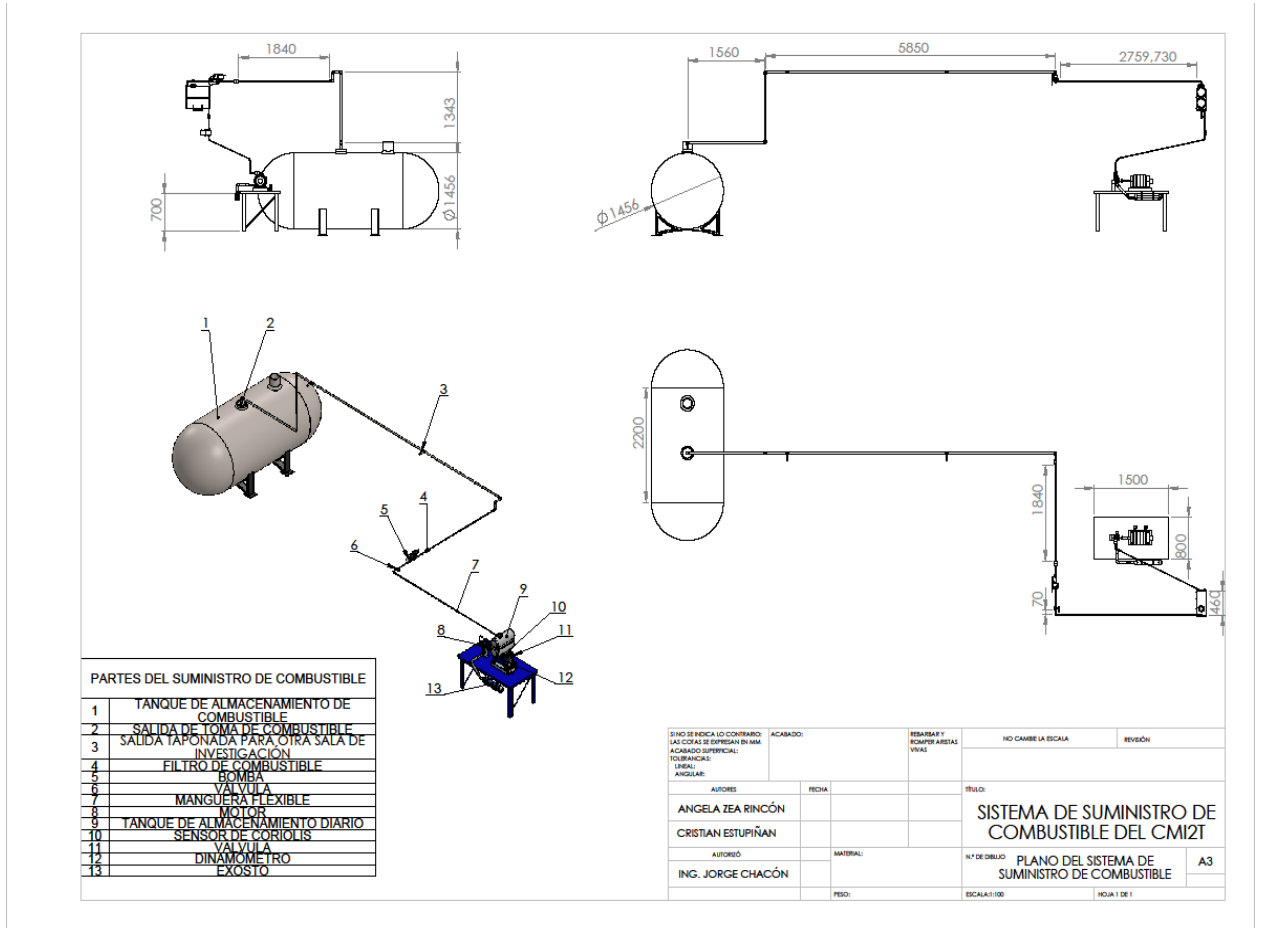 1840
1343
700
Ø1456
1560
5850
2759,730
Ø1456
1
2
3
4
5
6
7
8
9
10
11
12
13
2200
1840
70
1500
800
460
PARTES DEL SUMINISTRO DE COMBUSTIBLE
1 TANQUE DE ALMACENAMIENTO DE
COMBUSTIBLE
2 SALIDA DE TOMA DE COMBUSTIBLE
3 SALIDA TAPONADA PARA OTRA SALA DE
INVESTIGACIÓN
4 FILTRO DE COMBUSTIBLE
5 BOMBA
6 VÁLVULA
7 MANGUERA FLEXIBLE
8 MOTOR
9 TANQUE DE ALMACENAMIENTO DIARIO
10 SENSOR DE CORIOLIS
11 VALVULA
12 DINAMOMETRO
13 EXOSTO
SI NO SE INDICA LO CONTRARIO:
LAS COTAS SE EXPRESAN EN MM
ACABADO SUPERFICIAL:
TOLERANCIAS:
LINEAL:
ANGULAR:
ACABADO:
REBARBAR Y
ROMPER ARISTAS
VIVAS
NO CAMBIE LA ESCALA
REVISIÓN
AUTORES
FECHA
ANGELA ZEA RINCÓN
CRISTIAN ESTUPIÑAN
AUTORIZÓ
ING. JORGE CHACÓN
MATERIAL:
PESO:
TÍTULO:
SISTEMA DE SUMINISTRO DE
COMBUSTIBLE DEL CMI2T
N.º DE DIBUJO
PLANO DEL SISTEMA DE
SUMINISTRO DE COMBUSTIBLE
A3
ESCALA:1:100
HOJA 1 DE 1